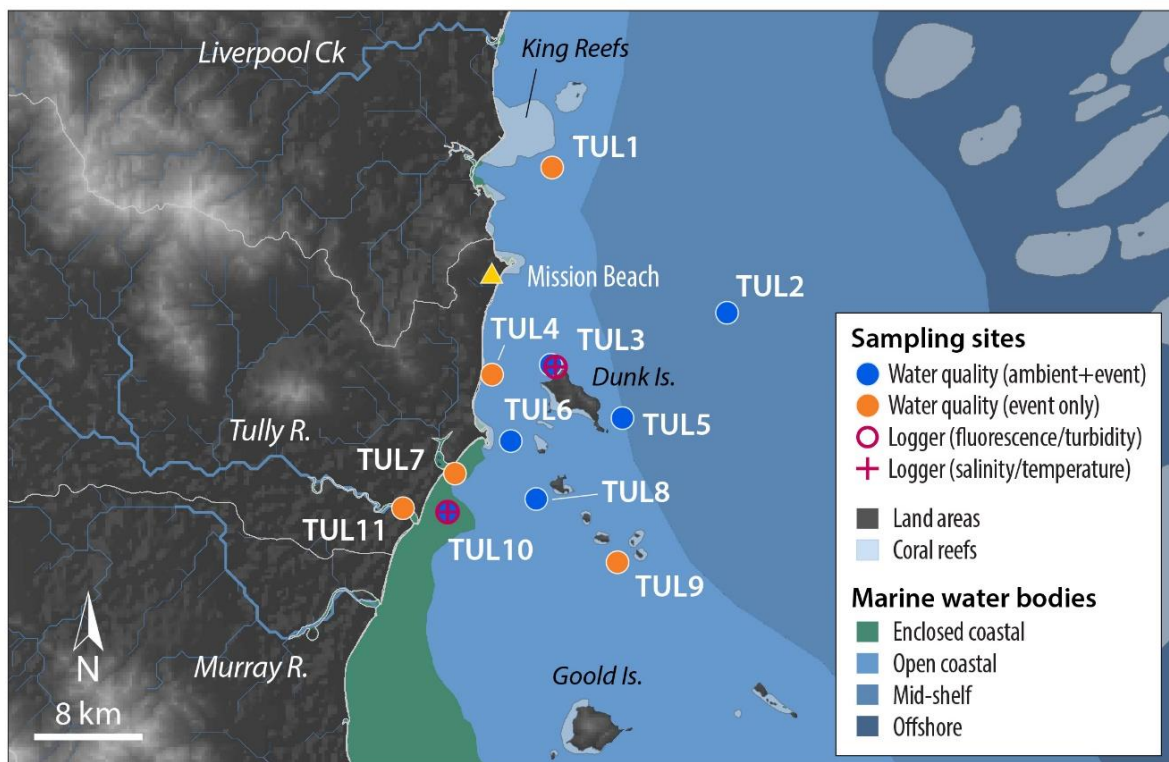 Liverpool Ck
King Reefs
TUL1
Mission Beach
TUL2
TUL4
TUL3
Dunk Is.
TUL6
TUL5
Tully R.
TUL7
TUL8
TUL11
TUL10
TUL9
Murray R.
Goold Is.
N
8 km
Sampling sites
Water quality (ambient+event)
Water quality (event only)
Logger (fluorescence/turbidity)
Logger (salinity/temperature)
Land areas
Coral reefs
Marine water bodies
Enclosed coastal
Open coastal
Mid-shelf
Offshore